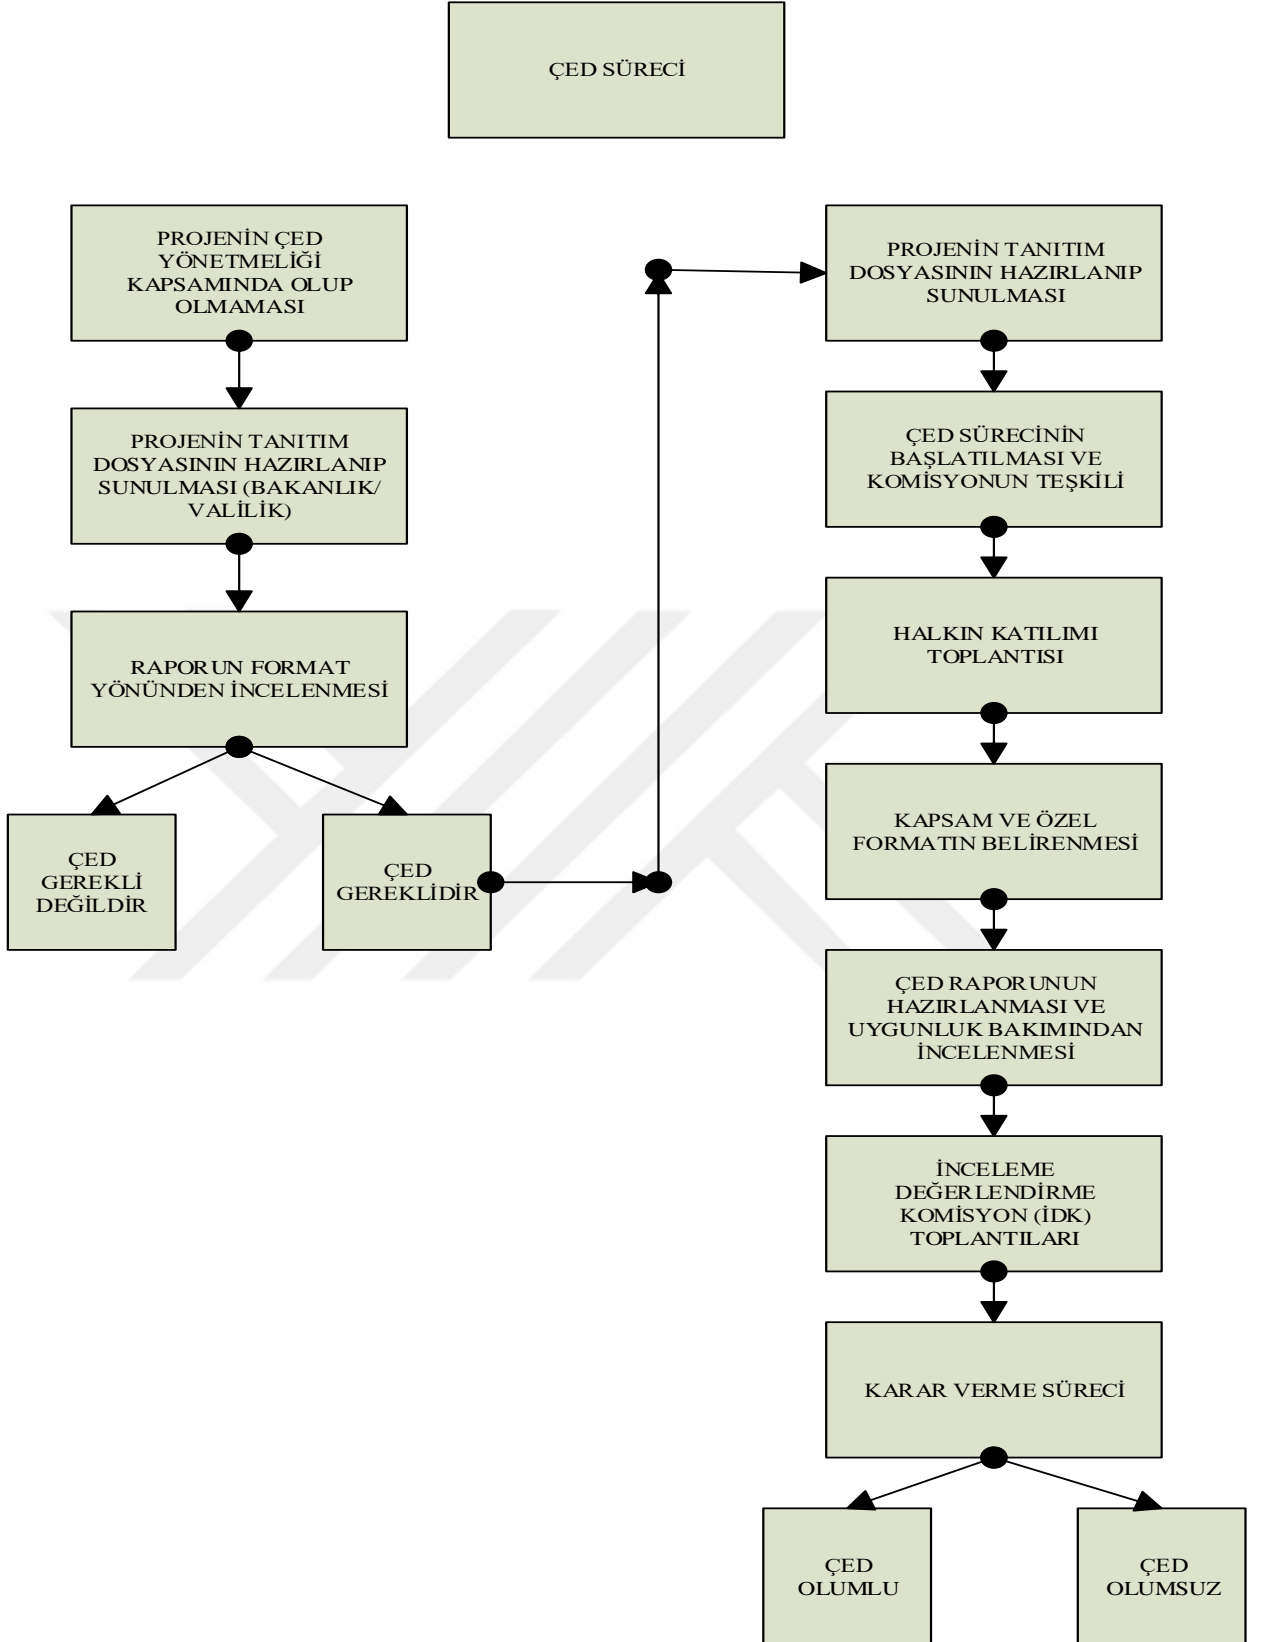 ÇED SÜRECİ
PROJENİN ÇED
YÖNETMELİĞİ
KAPSAMINDA OLUP
OLMAMASI
PROJENİN TANITIM
DOSYASININ HAZIRLANIP
SUNULMASI (BAKANLIK/
VALİLİK)
RAPORUN FORMAT
YÖNÜNDEN İNCELENMESİ
ÇED
GEREKLİ
DEĞİLDİR
ÇED
GEREKLİDİR
PROJENİN TANITIM
DOSYASININ HAZIRLANIP
SUNULMASI
ÇED SÜRECİNİN
BAŞLATILMASI VE
KOMİSYONUN TEŞKİLİ
HALKIN KATILIMI
TOPLANTISI
KAPSAM VE ÖZEL
FORMATIN BELİRENMESİ
ÇED RAPORUNUN
HAZIRLANMASI VE
UYGUNLUK BAKIMINDAN
İNCELENMESİ
İNCELEME
DEĞERLENDİRME
KOMİSYON (İDK)
TOPLANTILARI
KARAR VERME SÜRECİ
ÇED
OLUMLU
ÇED
OLUMSUZ